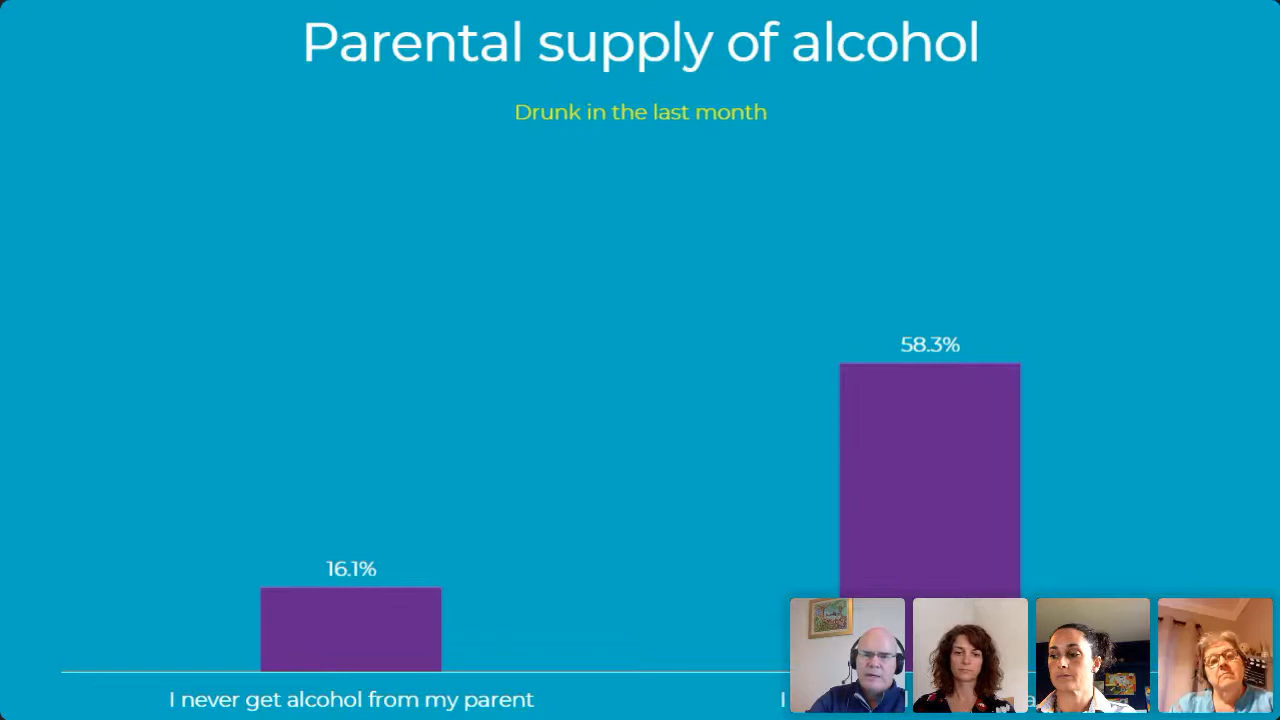 Parental supply of alcohol
Drunk in the last month
58.3%
16.1%
I never get alcohol from my parent
I